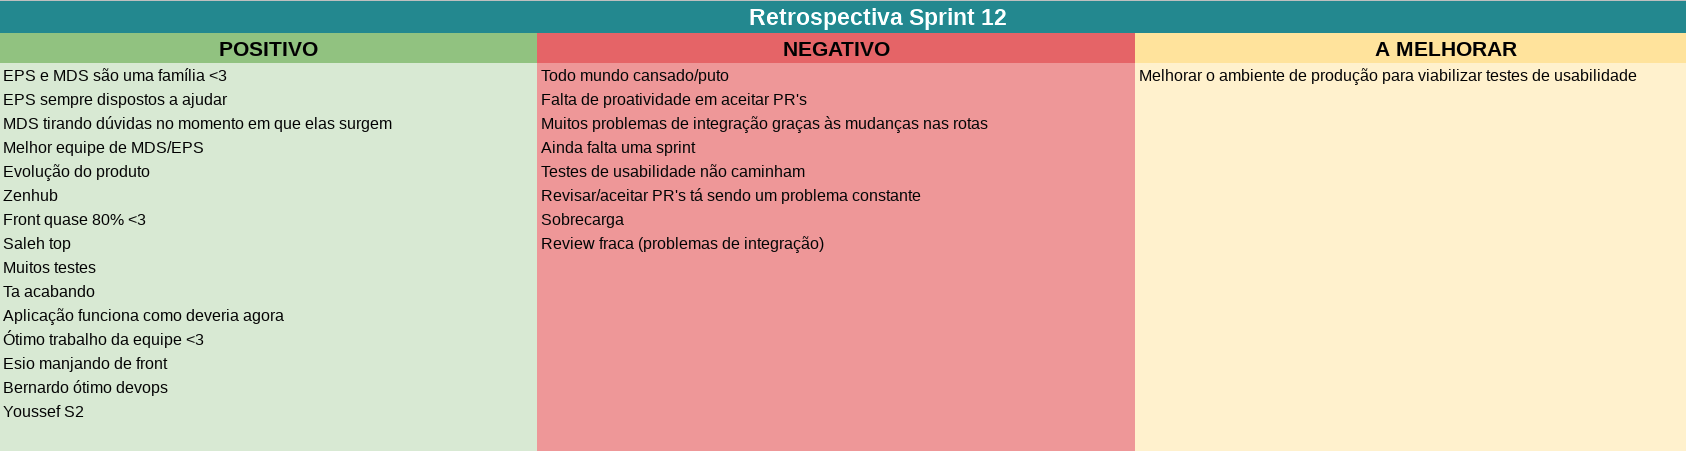 Retrospectiva Sprint 12
POSITIVO
NEGATIVO
A MELHORAR
EPS e MDS são uma família <3
Todo mundo cansado/puto
Melhorar o ambiente de produção para viabilizar testes de usabilidade
EPS sempre dispostos a ajudar
Falta de proatividade em aceitar PR's
MDS tirando dúvidas no momento em que elas surgem
Muitos problemas de integração graças às mudanças nas rotas
Melhor equipe de MDS/EPS
Ainda falta uma sprint
Evolução do produto
Testes de usabilidade não caminham
Zenhub
Revisar/aceitar PR's tá sendo um problema constante
Front quase 80% <3
Sobrecarga
Saleh top
Review fraca (problemas de integração)
Muitos testes
Ta acabando
Aplicação funciona como deveria agora
Ótimo trabalho da equipe <3
Esio manjando de front
Bernardo ótimo devops
Youssef S2